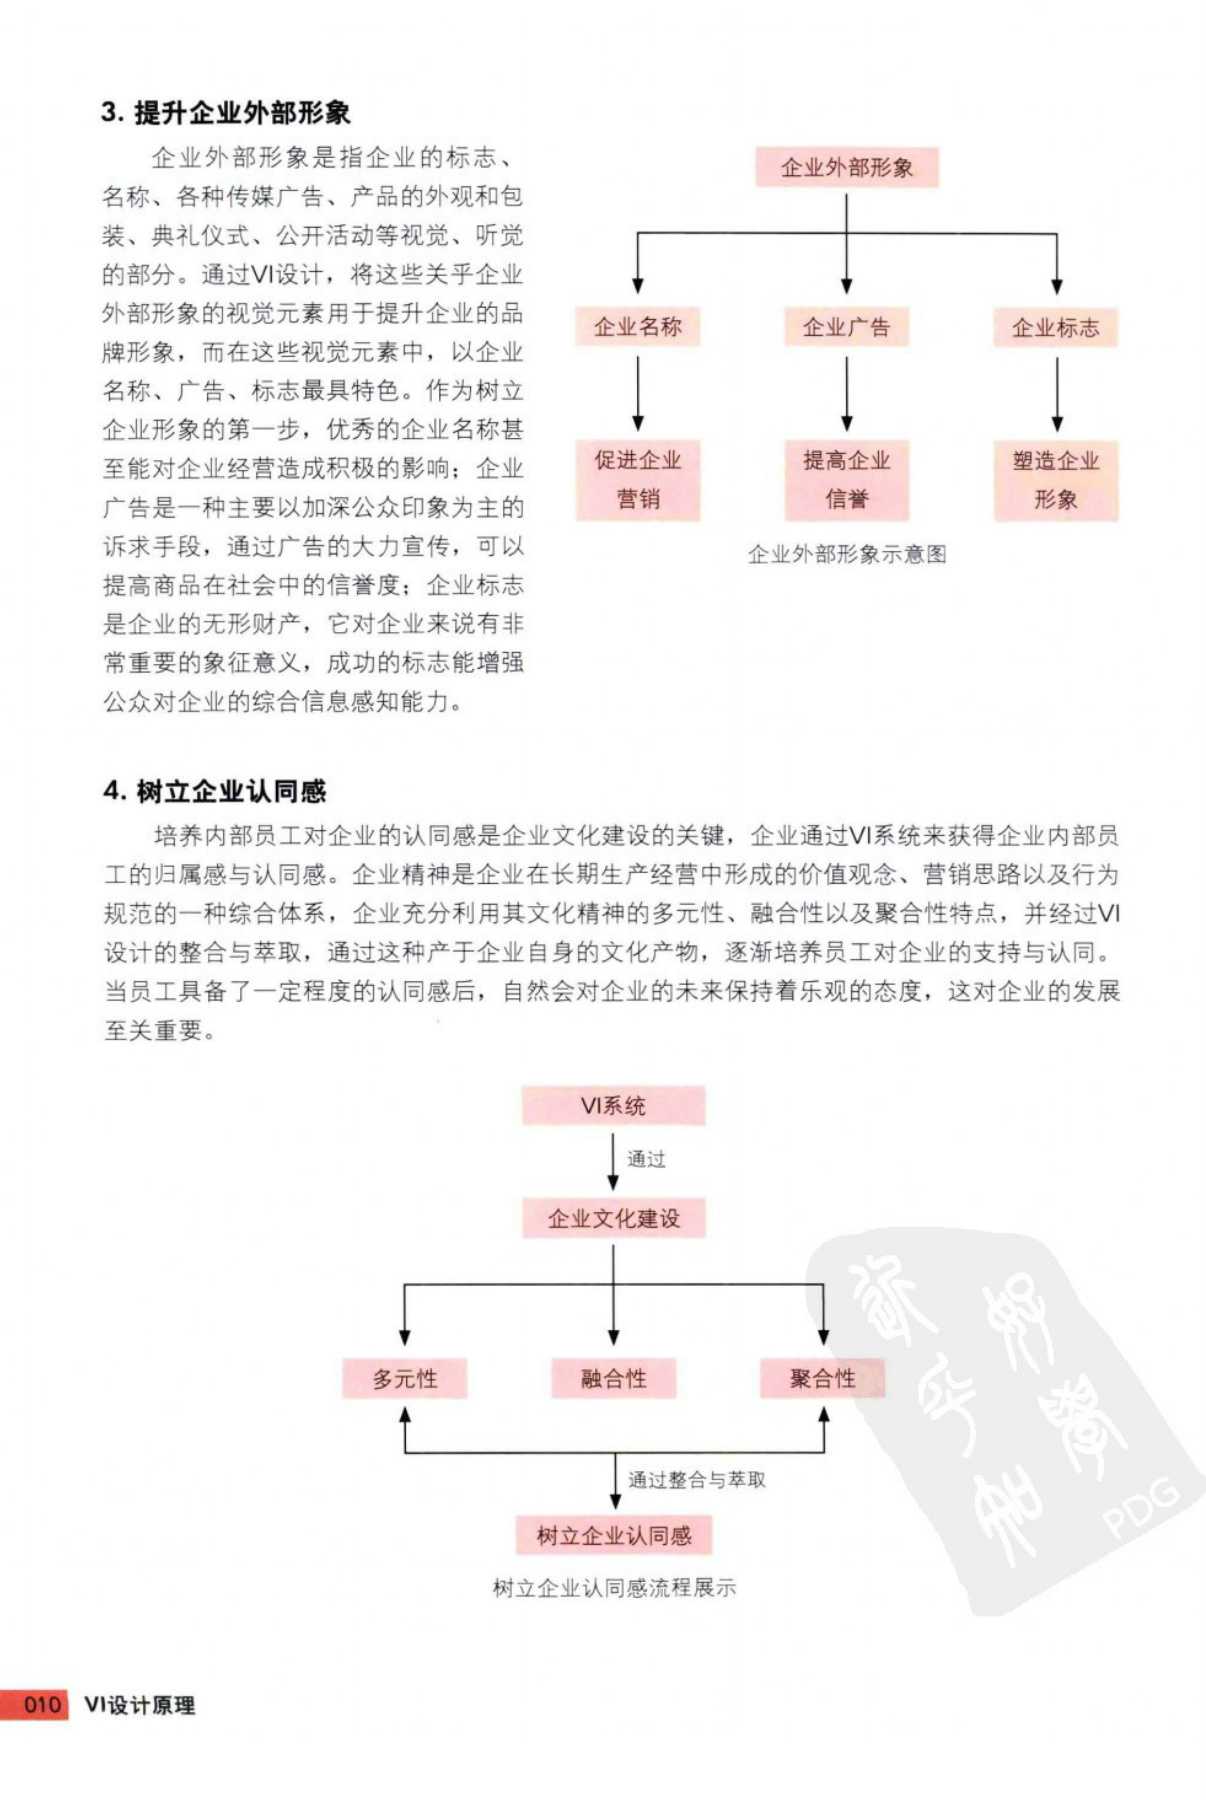 3. 提升企业外部形象
企业外部形象是指企业的标志、
名称、各种传媒广告、产品的外观和包
装、典礼仪式、公开活动等视觉、听觉
的部分。通过VI设计，将这些关乎企业
外部形象的视觉元素用于提升企业的品
牌形象，而在这些视觉元素中，以企业
名称、广告、标志最具特色。作为树立
企业形象的第一步，优秀的企业名称甚
至能对企业经营造成积极的影响；企业
广告是一种主要以加深公众印象为主的
诉求手段，通过广告的大力宣传，可以
提高商品在社会中的信誉度；企业标志
是企业的无形财产，它对企业来说有非
常重要的象征意义，成功的标志能增强
公众对企业的综合信息感知能力。
企业外部形象
企业名称 企业广告 企业标志
促进企业 提高企业 塑造企业
营销 信誉 形象
企业外部形象示意图
4. 树立企业认同感
培养内部员工对企业的认同感是企业文化建设的关键，企业通过VI系统来获得企业内部员
工的归属感与认同感。企业精神是企业在长期生产经营中形成的价值观念、营销思路以及行为
规范的一种综合体系，企业充分利用其文化精神的多元性、融合性以及聚合性特点，并经过VI
设计的整合与萃取，通过这种产于企业自身的文化产物，逐渐培养员工对企业的支持与认同。
当员工具备了一定程度的认同感后，自然会对企业的未来保持着乐观的态度，这对企业的发展
至关重要。
VI系统
通过
企业文化建设
多元性 融合性 聚合性
通过整合与萃取
树立企业认同感
树立企业认同感流程展示
PDG
010 VI设计原理